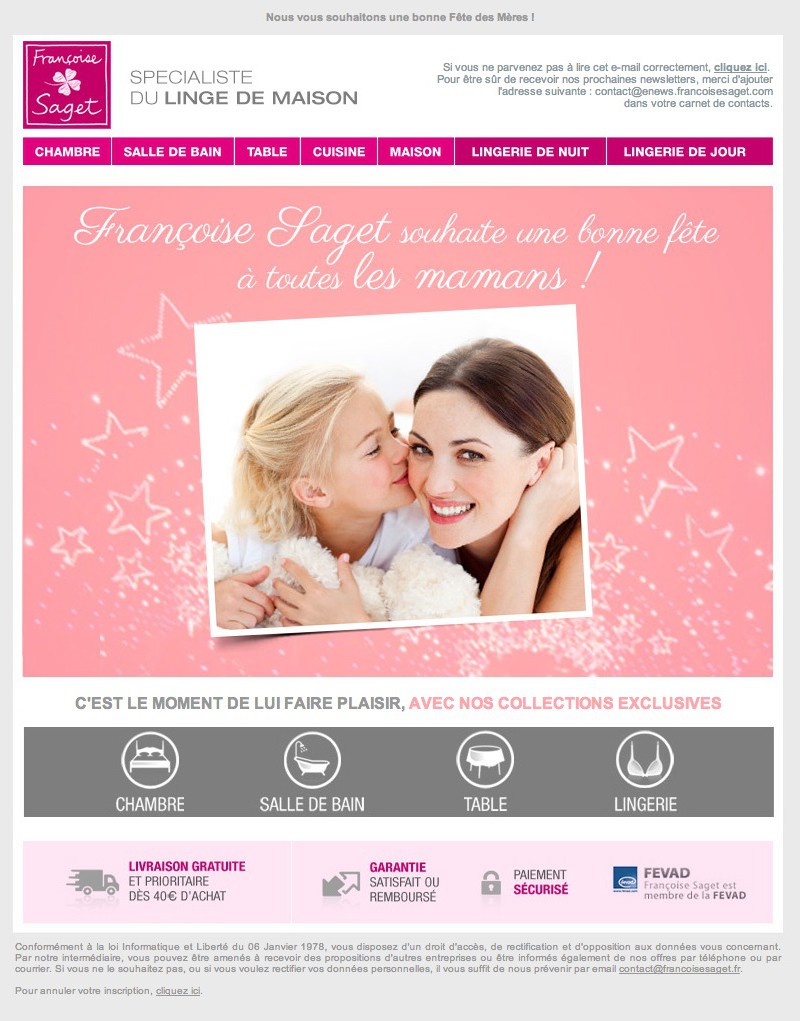 Nous vous souhaitons une bonne Fête des Mères !
Françoise
Saget
SPECIALISTE
DU LINGE DE MAISON
Si vous ne parvenez pas à lire cet e-mail correctement, cliquez ici.
Pour être sûr de recevoir nos prochaines newsletters, merci d'ajouter
l'adresse suivante : contact@enews.francoisesaget.com
dans votre carnet de contacts.
CHAMBRE SALLE DE BAIN TABLE CUISINE MAISON LINGERIE DE NUIT LINGERIE DE JOUR
Françoise Saget souhaite une bonne fête
à toutes les mamans !
C'EST LE MOMENT DE LUI FAIRE PLAISIR, AVEC NOS COLLECTIONS EXCLUSIVES
CHAMBRE SALLE DE BAIN TABLE LINGERIE
LIVRAISON GRATUITE
ET PRIORITAIRE
DÈS 40€ D'ACHAT
GARANTIE
SATISFAIT OU
REMBOURSÉ
PAIEMENT
SÉCURISÉ
FEVAD
Françoise Saget est
membre de la FEVAD
Conformément à la loi Informatique et Liberté du 06 Janvier 1978, vous disposez d'un droit d'accès, de rectification et d'opposition aux données vous concernant.
Par notre intermédiaire, vous pouvez être amenés à recevoir des propositions d'autres entreprises ou être informés également de nos offres par téléphone ou par
courrier. Si vous ne le souhaitez pas, ou si vous voulez rectifier vos données personnelles, il vous suffit de nous prévenir par email contact@francoisesaget.fr.
Pour annuler votre inscription, cliquez ici.